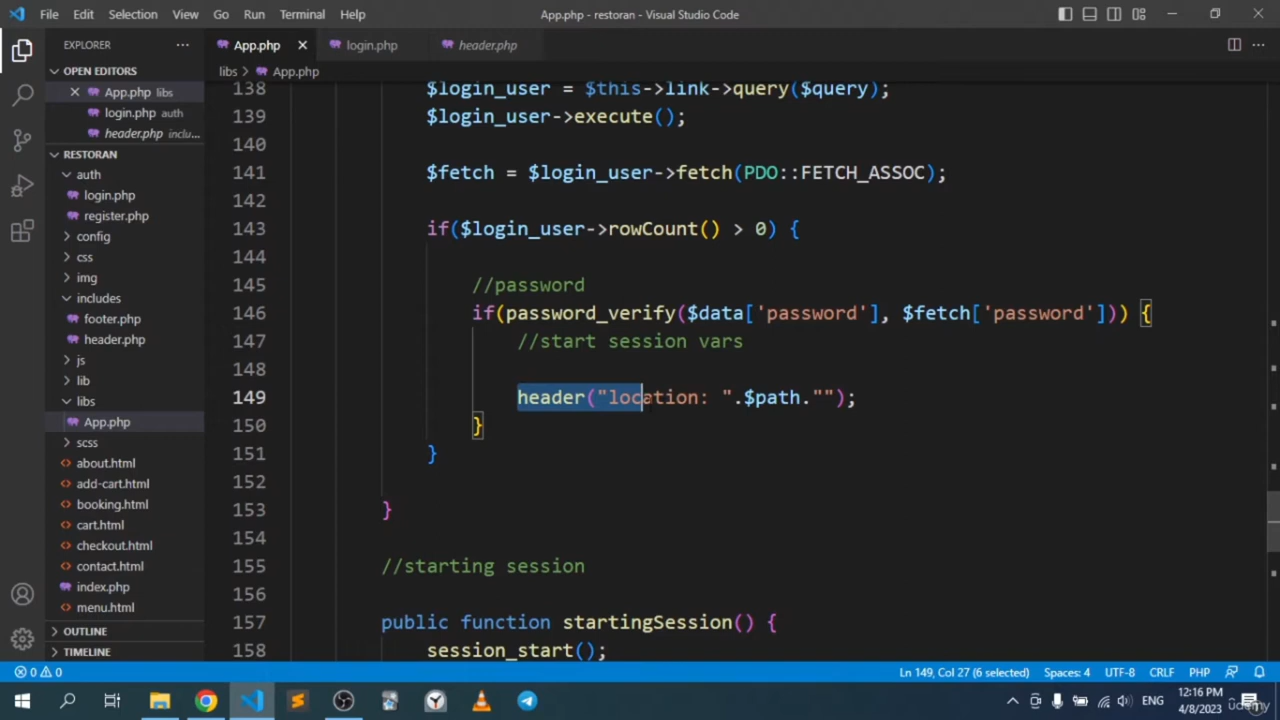 File Edit Selection View Go Run Terminal Help
App.php - restoran - Visual Studio Code
EXPLORER
OPEN EDITORS
App.php libs
login.php auth
header.php inclu...
RESTORAN
auth
login.php
register.php
config
css
img
includes
footer.php
header.php
js
lib
libs
App.php
scss
about.html
add-cart.html
booking.html
cart.html
checkout.html
contact.html
index.php
menu.html
OUTLINE
TIMELINE
App.php login.php header.php
libs > App.php
138 $login_user = $this->link->query($query);
139 $login_user->execute();
140
141 $fetch = $login_user->fetch(PDO::FETCH_ASSOC);
142
143 if($login_user->rowCount() > 0) {
144
145 //password
146 if(password_verify($data['password'], $fetch['password'])) {
147 //start session vars
148
149 header("location: ".$path."");
150 }
151 }
152
153 }
154
155 //starting session
156
157 public function startingSession() {
158 session_start();
0 0 Ln 149, Col 27 (6 selected) Spaces: 4 UTF-8 CRLF PHP
ENG 12:16 PM
4/8/2023
udemy